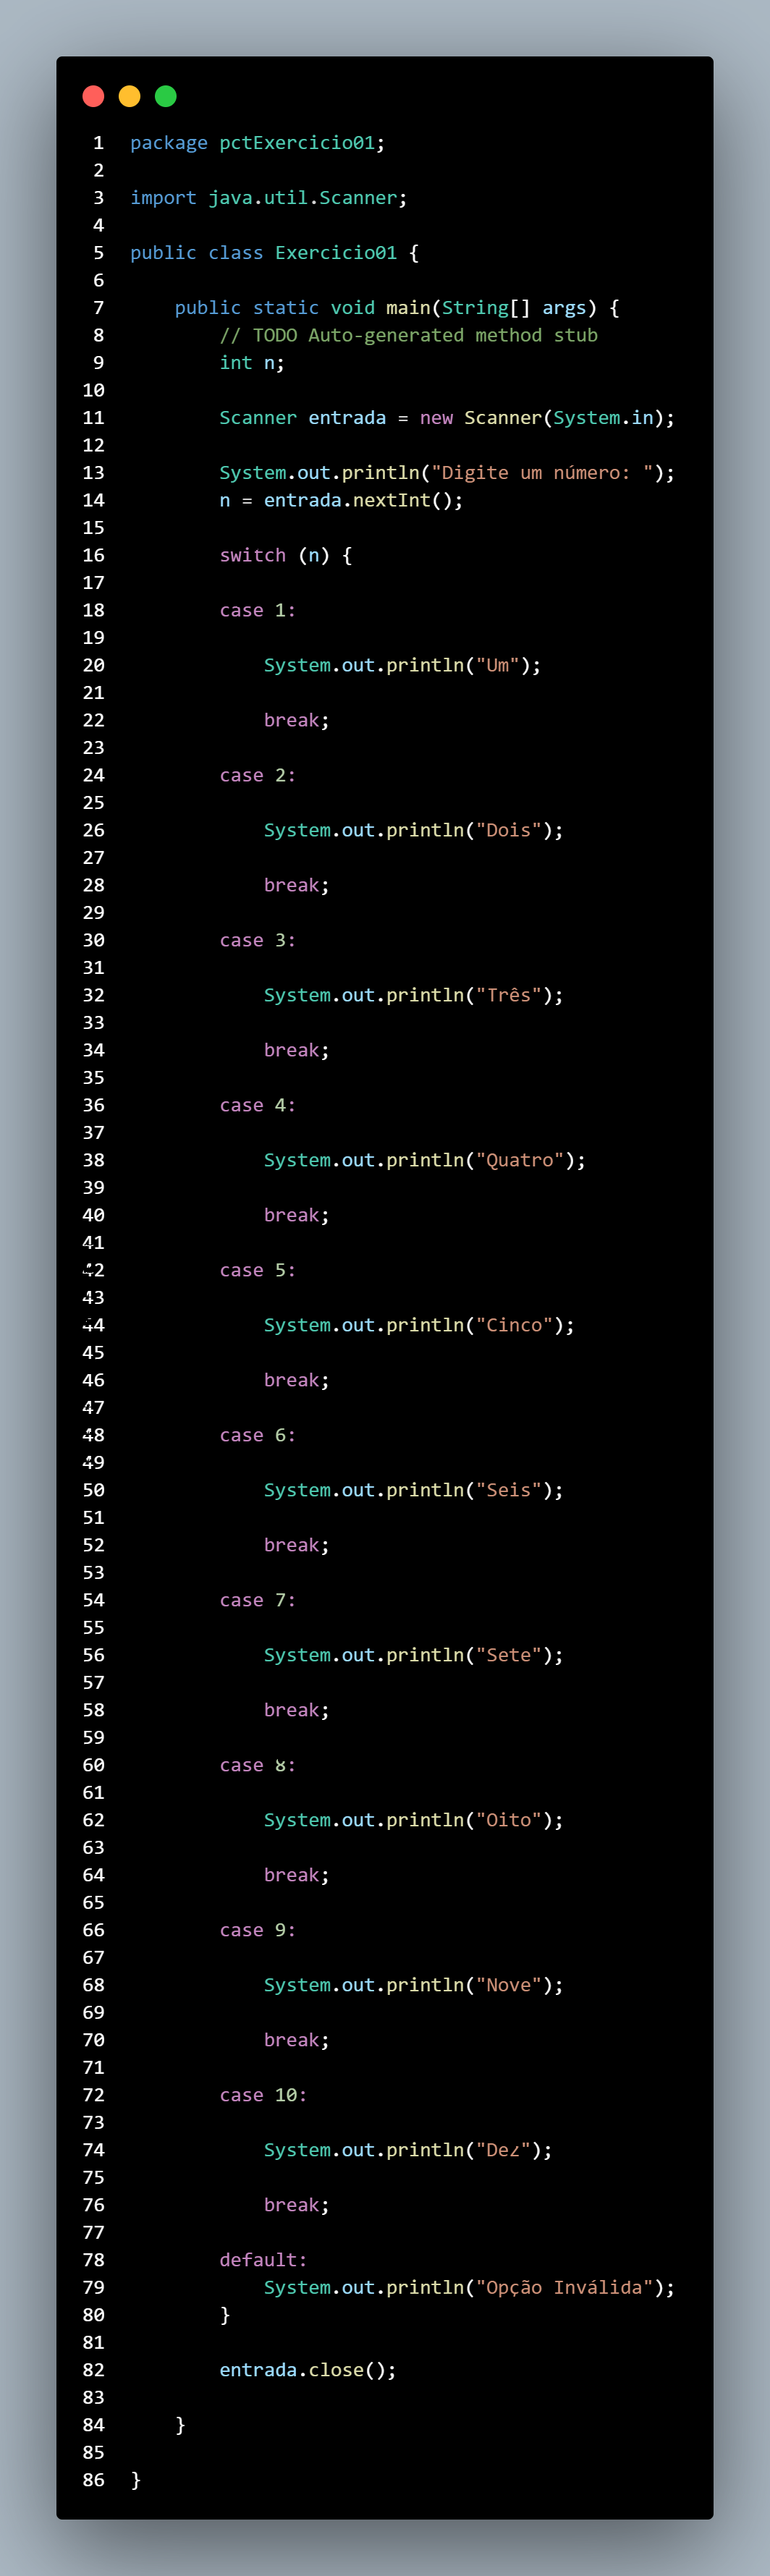 1 package pctExercicio01;
2
3 import java.util.Scanner;
4
5 public class Exercicio01 {
6
7     public static void main(String[] args) {
8         // TODO Auto-generated method stub
9         int n;
10
11         Scanner entrada = new Scanner(System.in);
12
13         System.out.println("Digite um número: ");
14         n = entrada.nextInt();
15
16         switch (n) {
17
18         case 1:
19
20             System.out.println("Um");
21
22             break;
23
24         case 2:
25
26             System.out.println("Dois");
27
28             break;
29
30         case 3:
31
32             System.out.println("Três");
33
34             break;
35
36         case 4:
37
38             System.out.println("Quatro");
39
40             break;
41
42         case 5:
43
44             System.out.println("Cinco");
45
46             break;
47
48         case 6:
49
50             System.out.println("Seis");
51
52             break;
53
54         case 7:
55
56             System.out.println("Sete");
57
58             break;
59
60         case 8:
61
62             System.out.println("Oito");
63
64             break;
65
66         case 9:
67
68             System.out.println("Nove");
69
70             break;
71
72         case 10:
73
74             System.out.println("Dez");
75
76             break;
77
78         default:
79             System.out.println("Opção Inválida");
80         }
81
82         entrada.close();
83
84     }
85
86 }